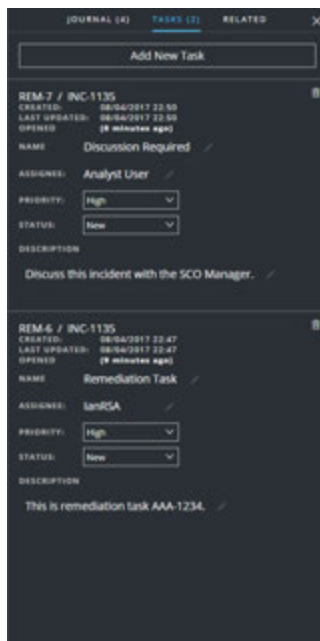 JOURNAL (4) TASKS (2) RELATED
Add New Task
REM-7 / INC-1135
CREATED: 08/04/2017 22:50
LAST UPDATED: 08/04/2017 22:50
OPENED (8 minutes ago)
NAME Discussion Required
ASSIGNEE: Analyst User
PRIORITY: High
STATUS: New
DESCRIPTION
Discuss this incident with the SCO Manager.
REM-6 / INC-1135
CREATED: 08/04/2017 22:47
LAST UPDATED: 08/04/2017 22:47
OPENED (9 minutes ago)
NAME Remediation Task
ASSIGNEE: IanRSA
PRIORITY: High
STATUS: New
DESCRIPTION
This is remediation task AAA-1234.